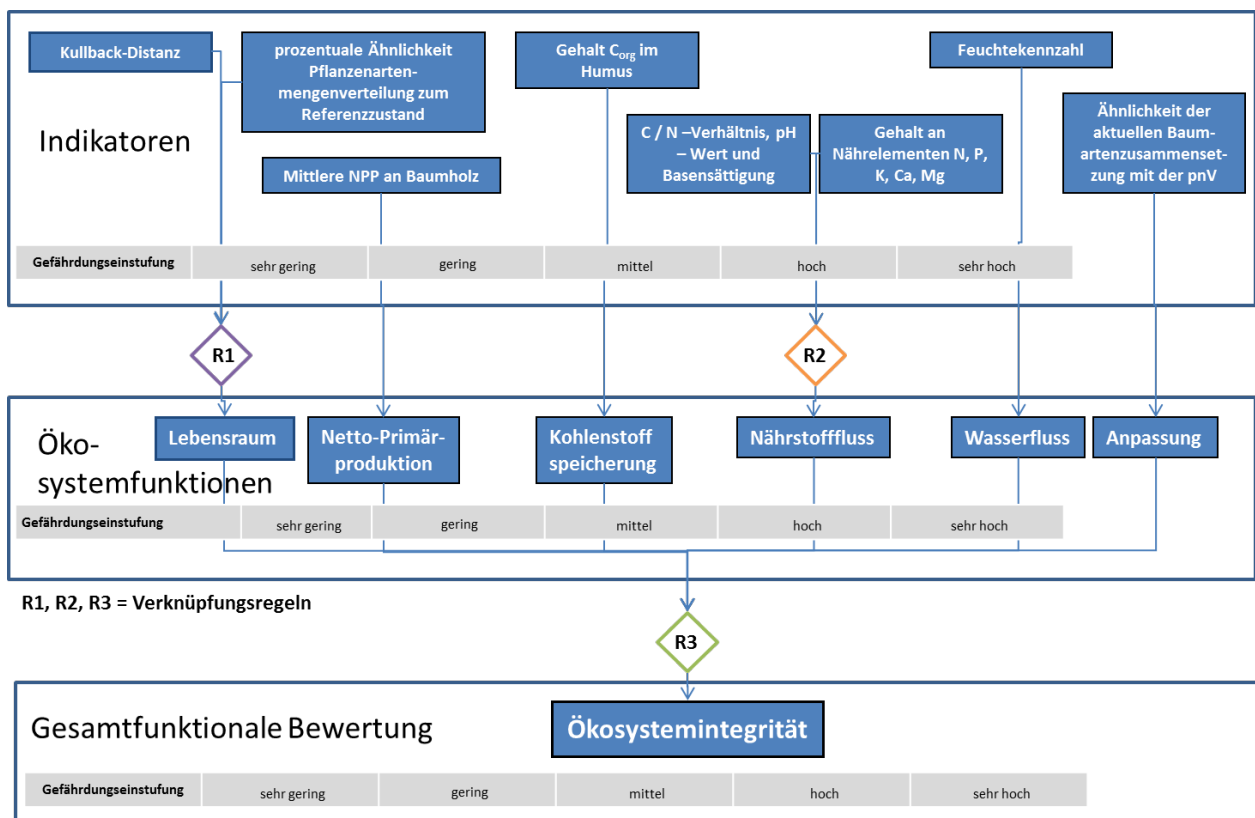 Kullback-Distanz
prozentuale Ähnlichkeit
Pflanzenarten-
mengenverteilung zum
Referenzzustand
Gehalt Corg im
Humus
Feuchtekennzahl
Indikatoren
C / N –Verhältnis, pH
– Wert und
Basensättigung
Gehalt an
Nährelementen N, P,
K, Ca, Mg
Ähnlichkeit der
aktuellen Baum-
artenzusammenset-
zung mit der pnV
Mittlere NPP an Baumholz
Gefährdungseinstufung sehr gering gering mittel hoch sehr hoch
R1
R2
Öko-
systemfunktionen
Lebensraum
Netto-Primär-
produktion
Kohlenstoff
speicherung
Nährstofffluss
Wasserfluss
Anpassung
Gefährdungseinstufung sehr gering gering mittel hoch sehr hoch
R1, R2, R3 = Verknüpfungsregeln
R3
Gesamtfunktionale Bewertung
Ökosystemintegrität
Gefährdungseinstufung sehr gering gering mittel hoch sehr hoch